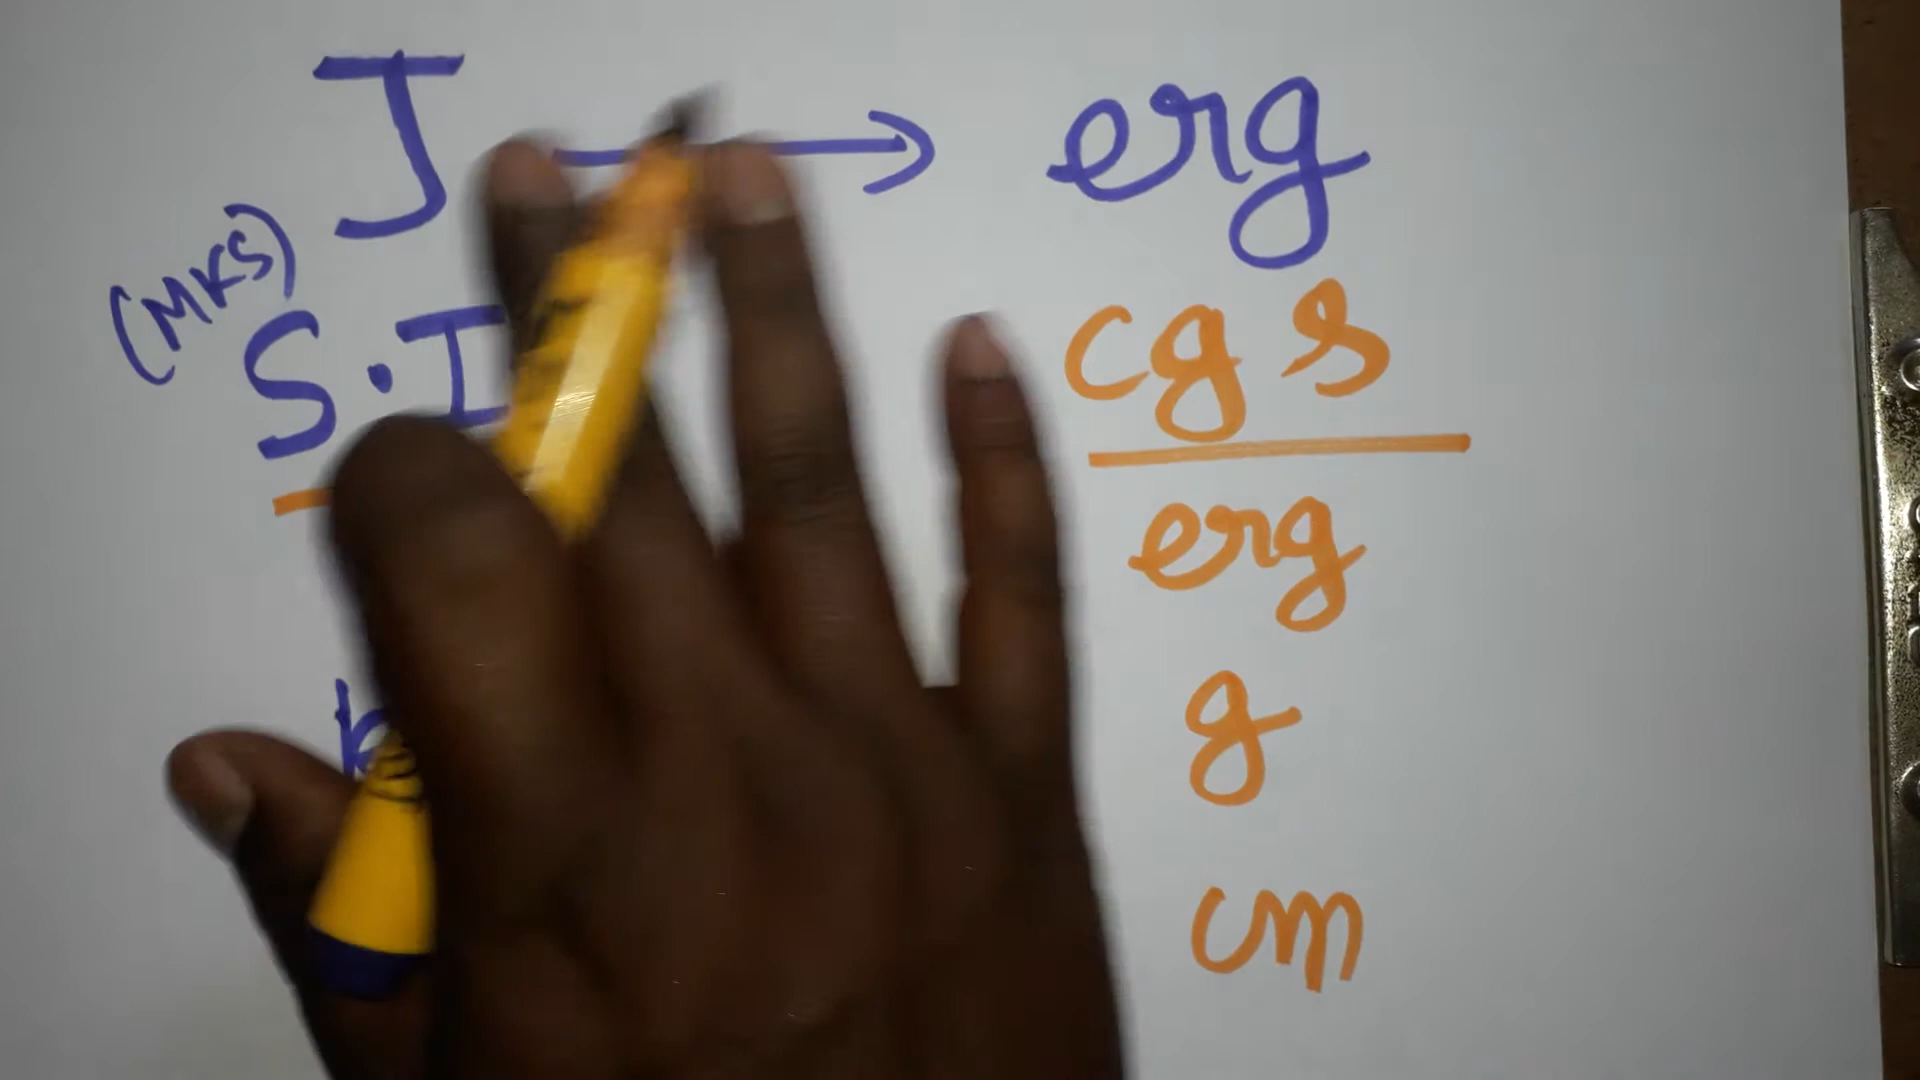 J → erg
(MKS)
S.I cgs
erg
g
cm